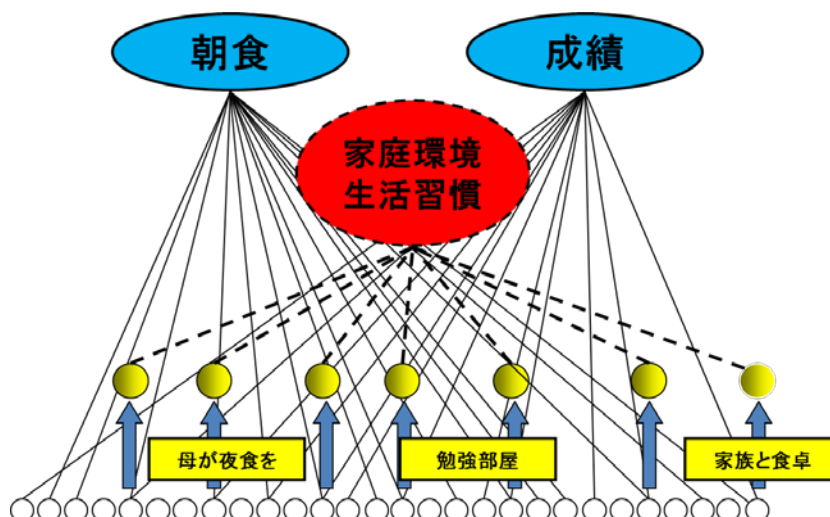 朝食
成績
家庭環境
生活習慣
母が夜食を
勉強部屋
家族と食卓